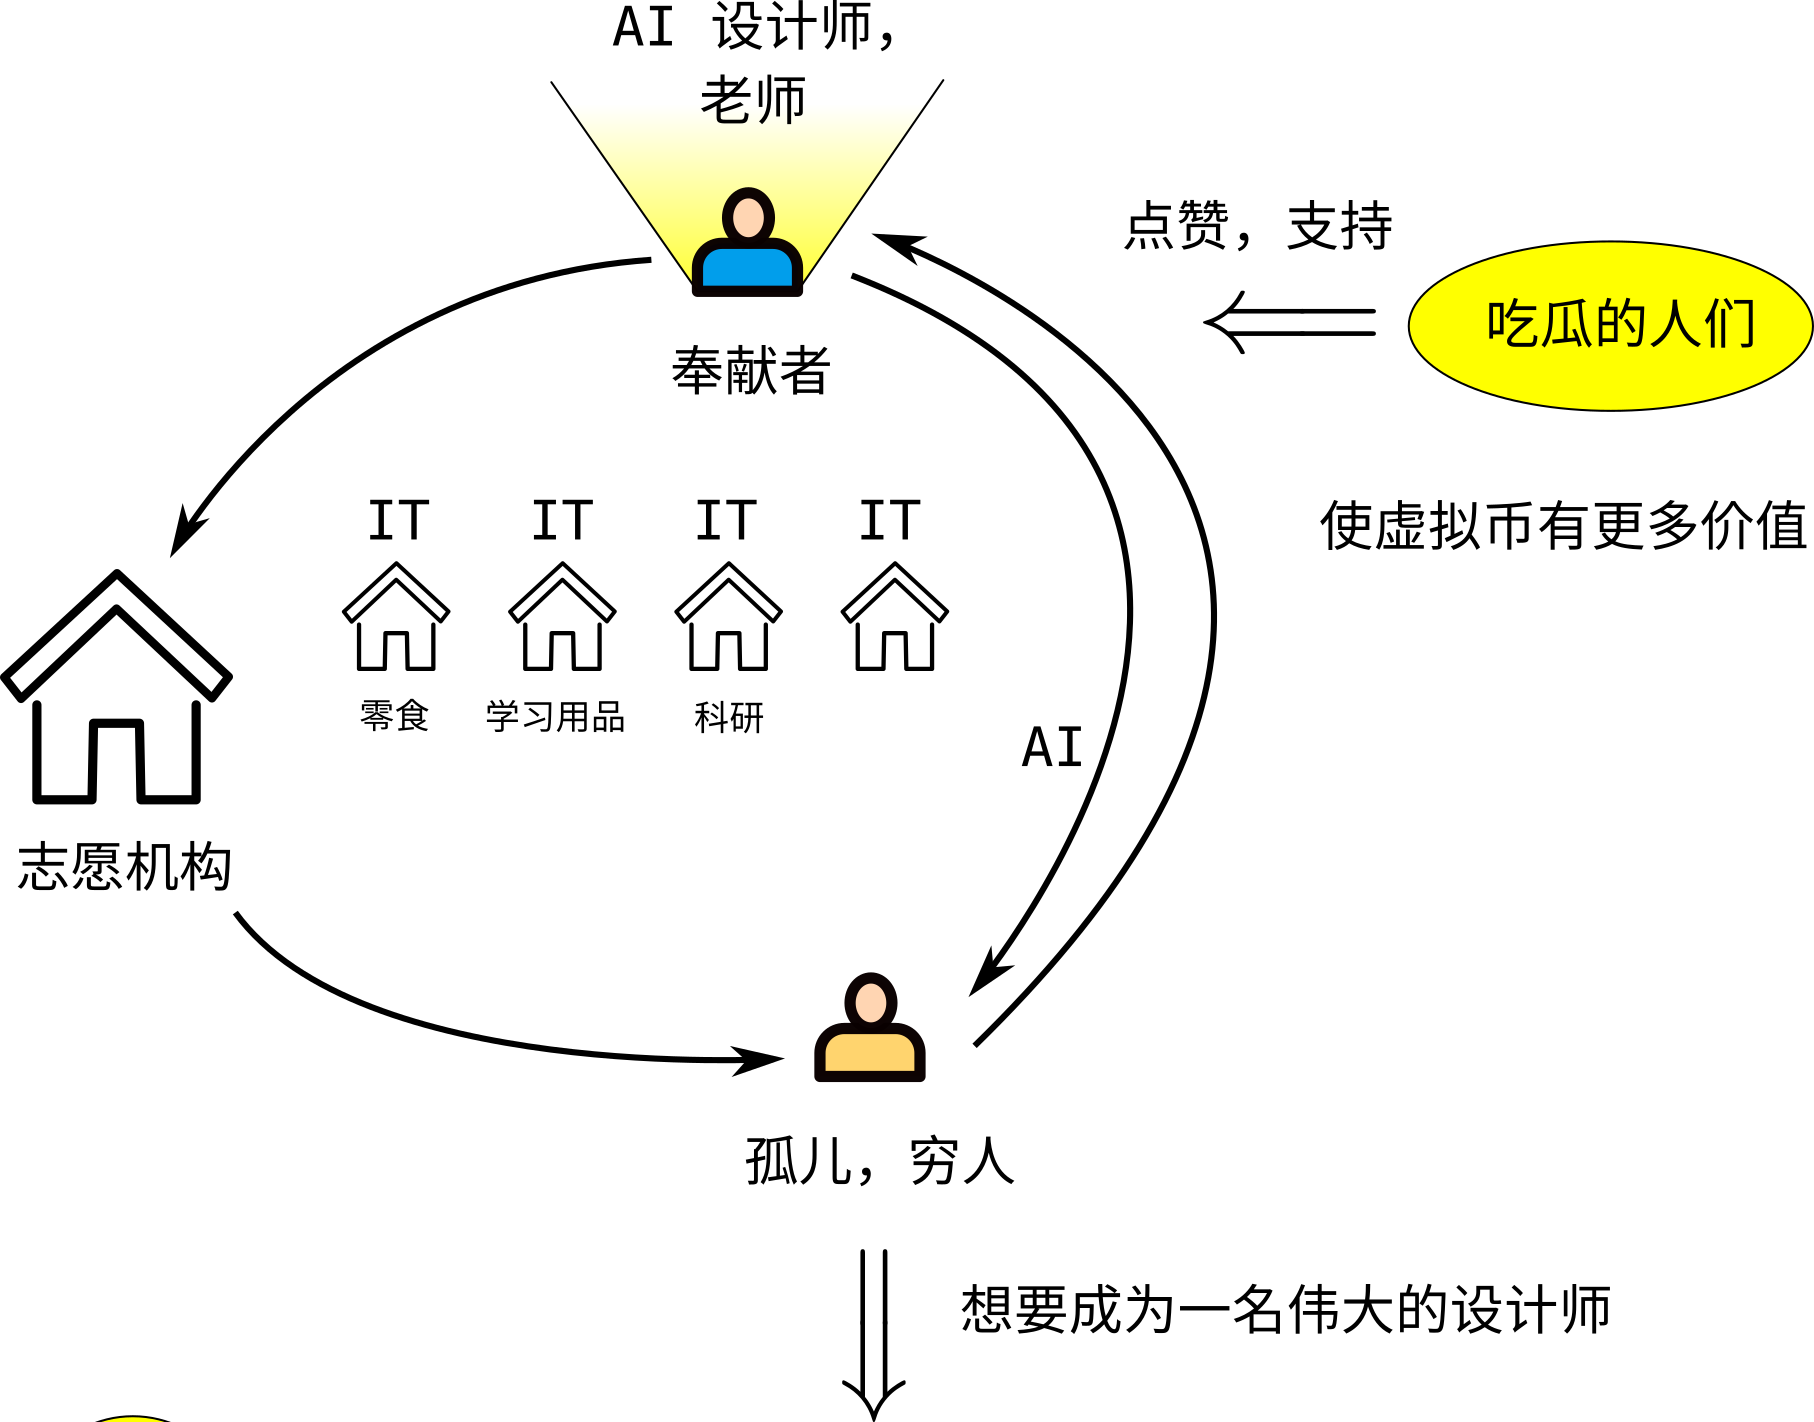 AI 设计师，
老师
点赞，支持
吃瓜的人们
奉献者
使虚拟币有更多价值
IT IT IT IT
零食 学习用品 科研
AI
志愿机构
孤儿，穷人
想要成为一名伟大的设计师